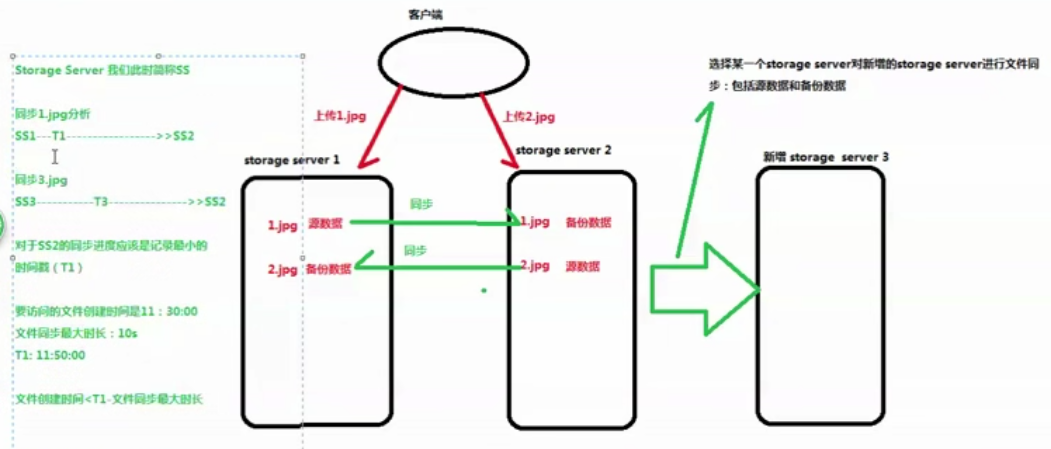 客户端
Storage Server 我们此时简称SS
同步1.jpg分析
SS1---T1--------------------->>SS2
同步3.jpg
SS3-------------T3------------------>>SS2
对于SS2的同步进度应该是记录最小的
时间戳（T1）
要访问的文件创建时间是11：30:00
文件同步最大时长：10s
T1: 11:50:00
文件创建时间<T1-文件同步最大时长
上传1.jpg
上传2.jpg
storage server 1
1.jpg 源数据
2.jpg 备份数据
同步
同步
storage server 2
1.jpg 备份数据
2.jpg 源数据
选择某一个storage server对新增的storage server进行文件同
步：包括源数据和备份数据
新增 storage server 3